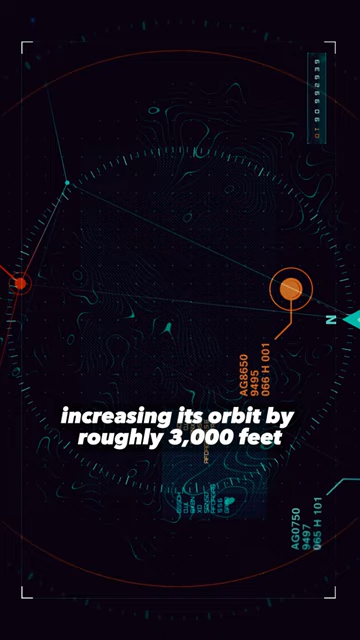 N
AG8650
9495
066 H 001
increasing its orbit by
roughly 3,000 feet
AG0750
9497
065 H 101